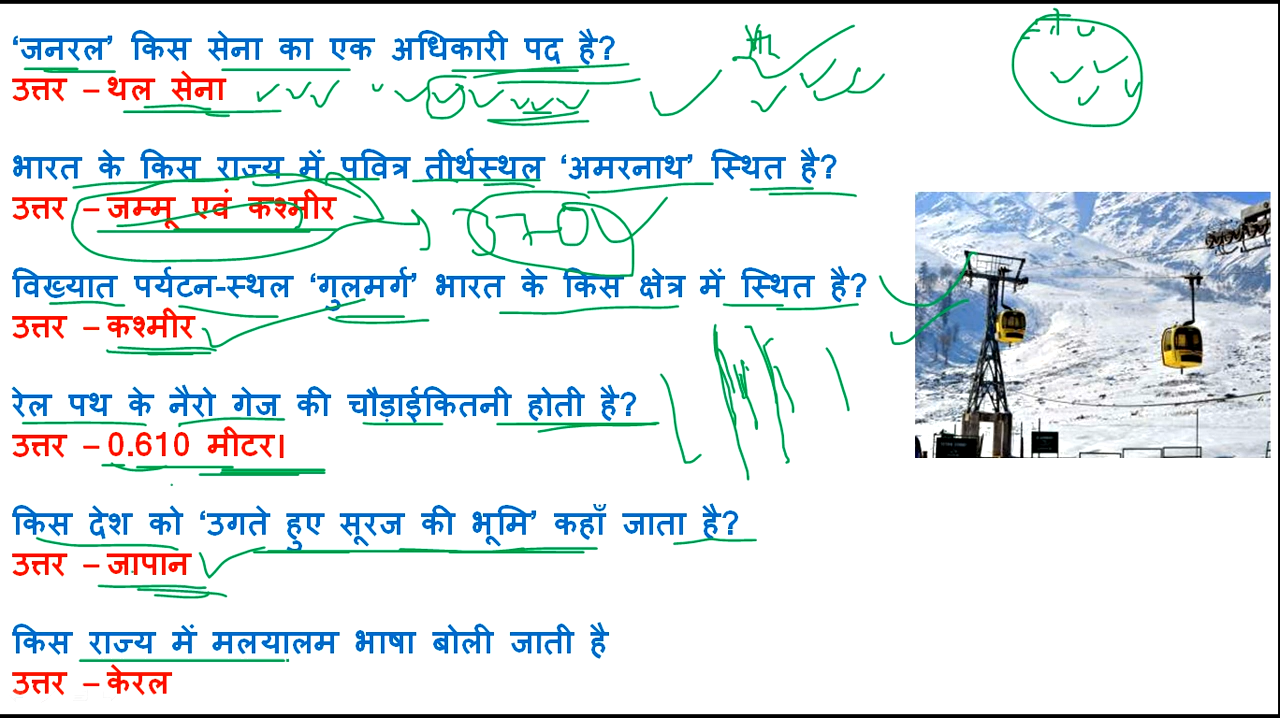 ‘जनरल’ किस सेना का एक अधिकारी पद है?
उत्तर – थल सेना
भारत के किस राज्य में पवित्र तीर्थस्थल ‘अमरनाथ’ स्थित है?
उत्तर – जम्मू एवं कश्मीर
370
विख्यात पर्यटन-स्थल ‘गुलमर्ग’ भारत के किस क्षेत्र में स्थित है?
उत्तर – कश्मीर
रेल पथ के नैरो गेज की चौड़ाईकितनी होती है?
उत्तर – 0.610 मीटर।
किस देश को ‘उगते हुए सूरज की भूमि’ कहाँ जाता है?
उत्तर – जापान
किस राज्य में मलयालम भाषा बोली जाती है
उत्तर – केरल